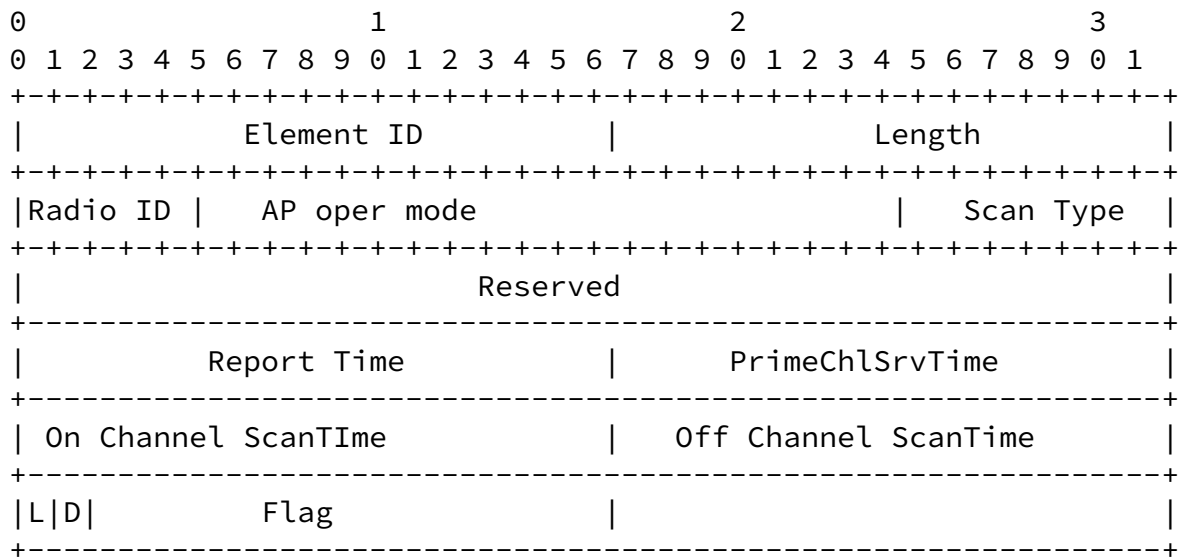 0                   1                   2                   3
0 1 2 3 4 5 6 7 8 9 0 1 2 3 4 5 6 7 8 9 0 1 2 3 4 5 6 7 8 9 0 1
+-+-+-+-+-+-+-+-+-+-+-+-+-+-+-+-+-+-+-+-+-+-+-+-+-+-+-+-+-+-+-+-+
|            Element ID          |              Length          |
+-+-+-+-+-+-+-+-+-+-+-+-+-+-+-+-+-+-+-+-+-+-+-+-+-+-+-+-+-+-+-+-+
|Radio ID |   AP oper mode                       |   Scan Type  |
+-+-+-+-+-+-+-+-+-+-+-+-+-+-+-+-+-+-+-+-+-+-+-+-+-+-+-+-+-+-+-+-+
|                         Reserved                              |
+---------------------------------------------------------------+
|          Report Time           |      PrimeChlSrvTime         |
+---------------------------------------------------------------+
| On Channel ScanTIme            |   Off Channel ScanTime       |
+---------------------------------------------------------------+
|L|D|         Flag               |                              |
+---------------------------------------------------------------+